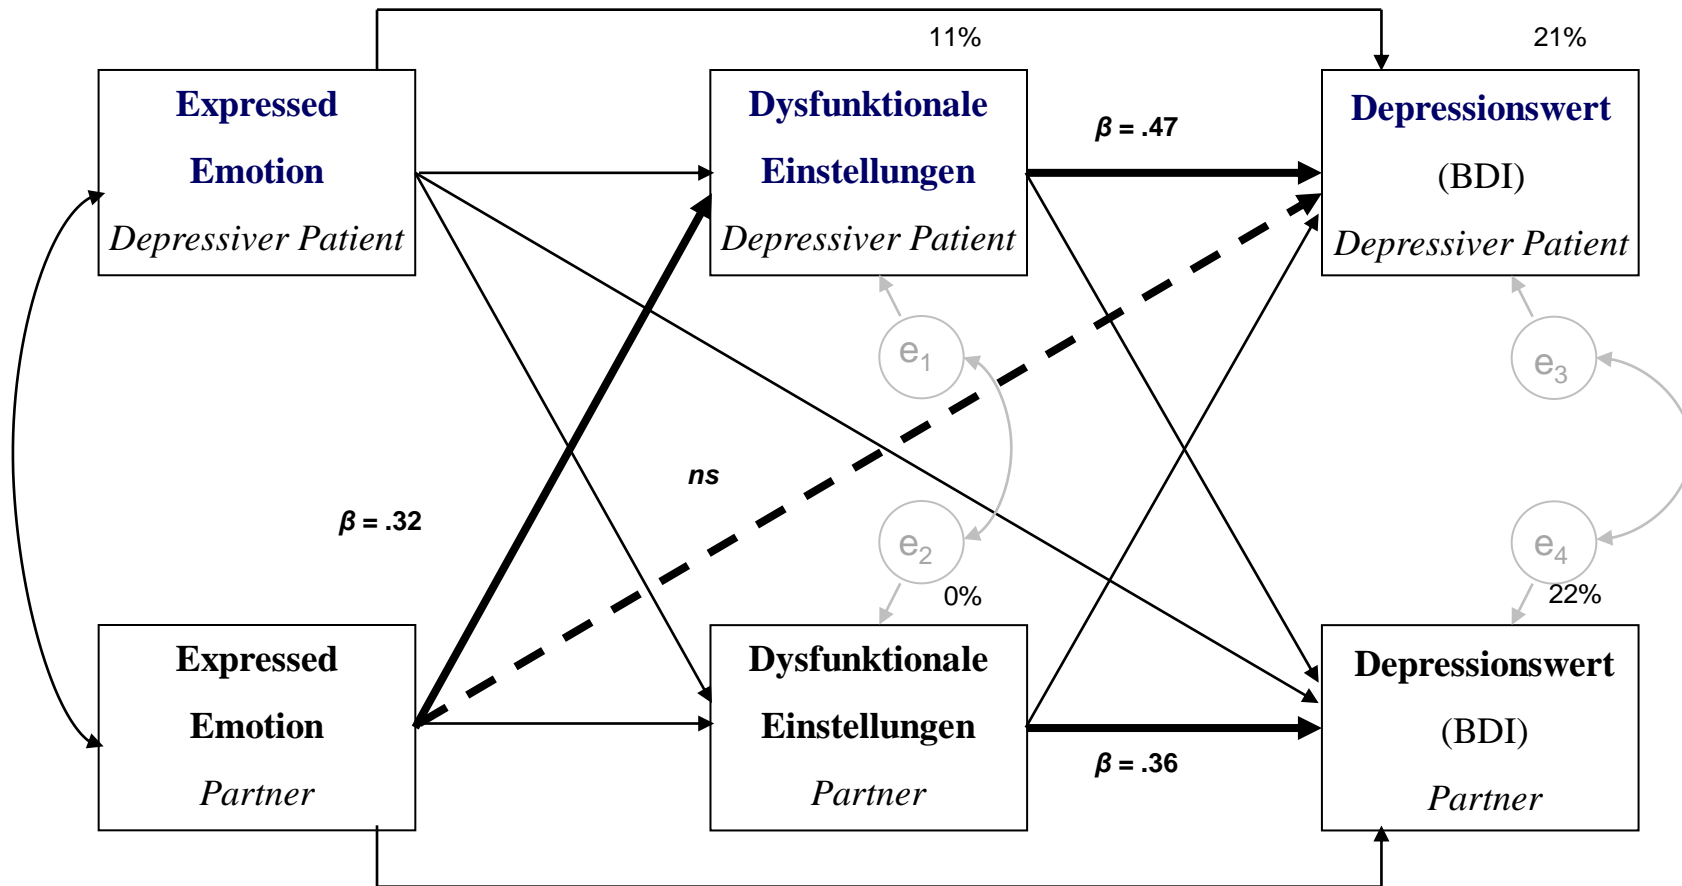 11%
21%
Expressed
Emotion
Depressiver Patient
Dysfunktionale
Einstellungen
Depressiver Patient
β = .47
Depressionswert
(BDI)
Depressiver Patient
e1
e3
ns
β = .32
e2
e4
0%
22%
Expressed
Emotion
Partner
Dysfunktionale
Einstellungen
Partner
β = .36
Depressionswert
(BDI)
Partner